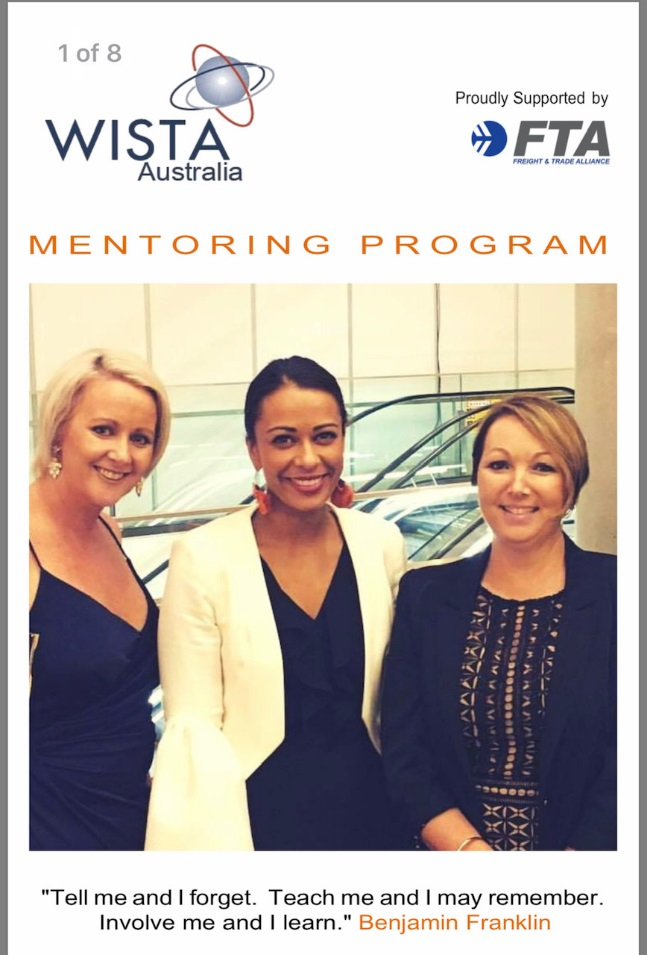 1 of 8
WISTA
Australia
Proudly Supported by
FTA
FREIGHT & TRADE ALLIANCE
MENTORING PROGRAM
"Tell me and I forget.  Teach me and I may remember.
Involve me and I learn." Benjamin Franklin